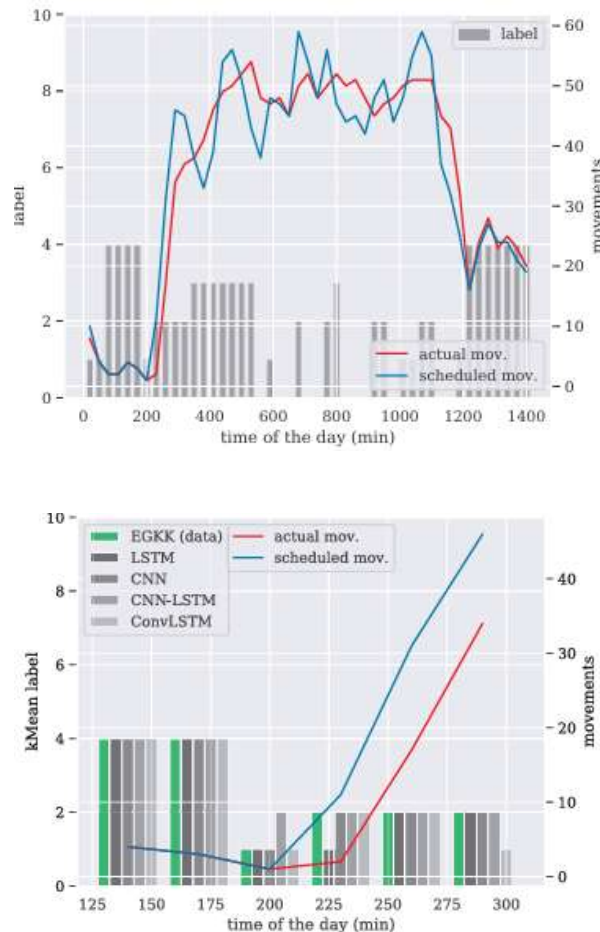 10
8
6
4
2
0
label
label
60
50
40
30
20
10
0
movements
actual mov.
scheduled mov.
0 200 400 600 800 1000 1200 1400
time of the day (min)
10
8
6
4
2
0
kMean label
EGKK (data)
LSTM
CNN
CNN-LSTM
ConvLSTM
actual mov.
scheduled mov.
40
30
20
10
0
movements
125 150 175 200 225 250 275 300
time of the day (min)